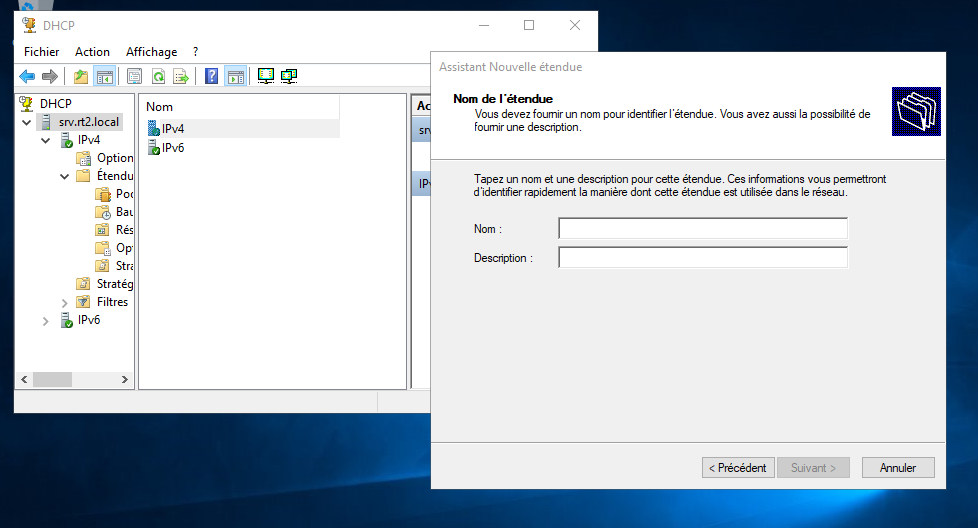 DHCP
Fichier Action Affichage ?
DHCP
srv.rt2.local
IPv4
Option
Étendu
Poc
Bau
Rés
Op
Stra
Stratég
Filtres
IPv6
Nom
IPv4
IPv6
Ac
srv
IPv
Assistant Nouvelle étendue
Nom de l'étendue
Vous devez fournir un nom pour identifier l'étendue. Vous avez aussi la possibilité de
fournir une description.
Tapez un nom et une description pour cette étendue. Ces informations vous permettront
d'identifier rapidement la manière dont cette étendue est utilisée dans le réseau.
Nom :
Description :
< Précédent Suivant > Annuler